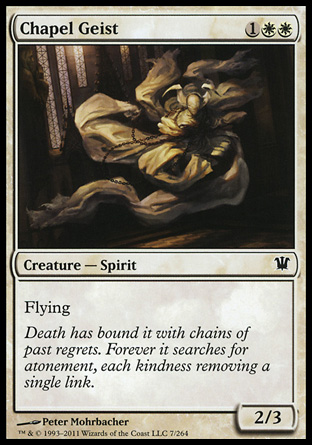 Chapel Geist 1
Creature — Spirit
Flying
Death has bound it with chains of
past regrets. Forever it searches for
atonement, each kindness removing a
single link.
Peter Mohrbacher
™ & © 1993–2011 Wizards of the Coast LLC 7/264
2/3